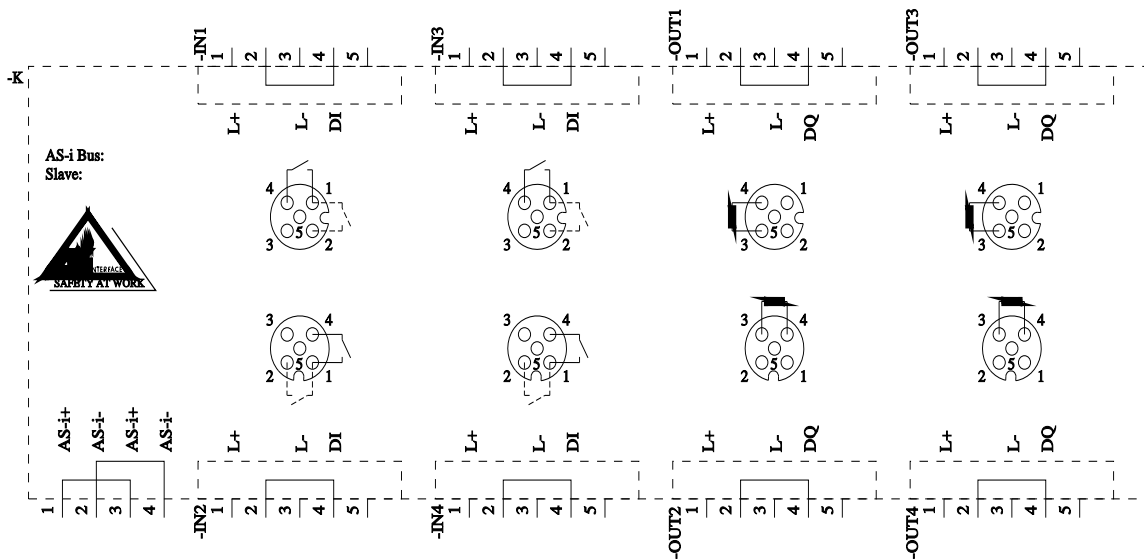 -K
-IN1
1 2 3 4 5
L+ L- DI
-IN3
1 2 3 4 5
L+ L- DI
-OUT1
1 2 3 4 5
L+ L- DQ
-OUT3
1 2 3 4 5
L+ L- DQ
AS-i Bus:
Slave:
INTERFACE
SAFETY AT WORK
4 1
3 5 2
4 1
3 5 2
4 1
3 5 2
4 1
3 5 2
3 4
2 5 1
3 4
2 5 1
3 4
2 5 1
3 4
2 5 1
AS-i+ AS-i- AS-i+ AS-i-
1 2 3 4
L+ L- DI
-IN2
1 2 3 4 5
L+ L- DI
-IN4
1 2 3 4 5
L+ L- DQ
-OUT2
1 2 3 4 5
L+ L- DQ
-OUT4
1 2 3 4 5